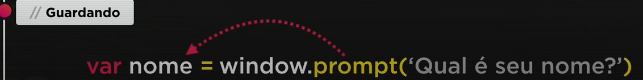 // Guardando
var nome = window.prompt(‘Qual é seu nome?’)